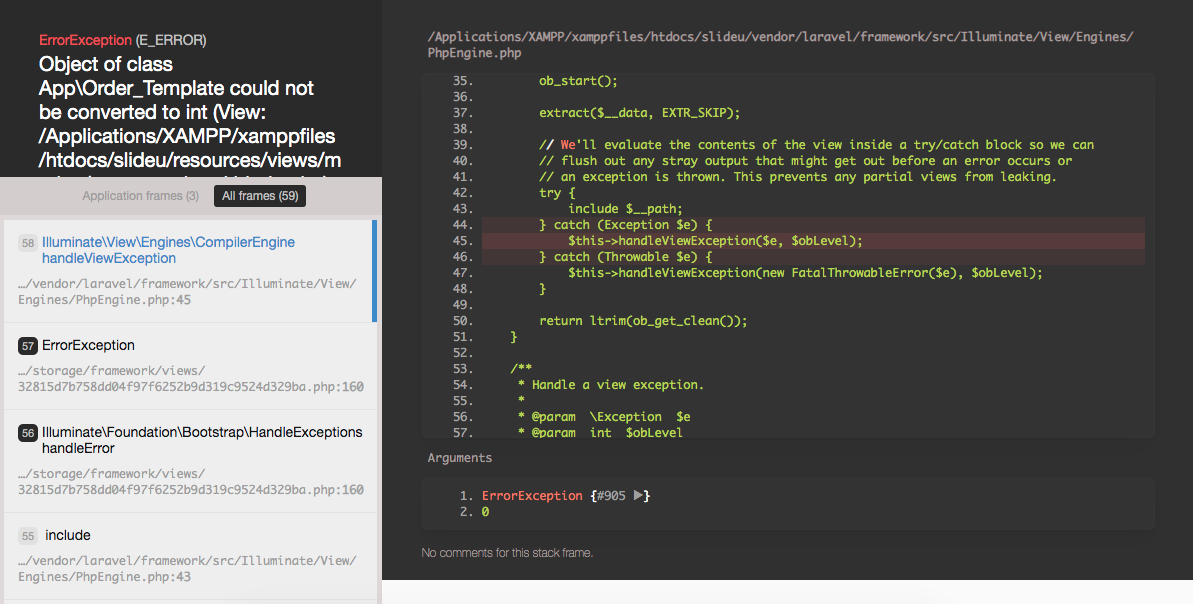 ErrorException (E_ERROR)
Object of class
App\Order_Template could not
be converted to int (View:
/Applications/XAMPP/xamppfiles
/htdocs/slideu/resources/views/m
Application frames (3)
All frames (59)
58 Illuminate\View\Engines\CompilerEngine
handleViewException
…/vendor/laravel/framework/src/Illuminate/View/
Engines/PhpEngine.php:45
57 ErrorException
…/storage/framework/views/
32815d7b758dd04f97f6252b9d319c9524d329ba.php:160
56 Illuminate\Foundation\Bootstrap\HandleExceptions
handleError
…/storage/framework/views/
32815d7b758dd04f97f6252b9d319c9524d329ba.php:160
55 include
…/vendor/laravel/framework/src/Illuminate/View/
Engines/PhpEngine.php:43
/Applications/XAMPP/xamppfiles/htdocs/slideu/vendor/laravel/framework/src/Illuminate/View/Engines/
PhpEngine.php
35.         ob_start();
36.
37.         extract($__data, EXTR_SKIP);
38.
39.         // We'll evaluate the contents of the view inside a try/catch block so we can
40.         // flush out any stray output that might get out before an error occurs or
41.         // an exception is thrown. This prevents any partial views from leaking.
42.         try {
43.             include $__path;
44.         } catch (Exception $e) {
45.             $this->handleViewException($e, $obLevel);
46.         } catch (Throwable $e) {
47.             $this->handleViewException(new FatalThrowableError($e), $obLevel);
48.         }
49.
50.         return ltrim(ob_get_clean());
51.     }
52.
53.     /**
54.      * Handle a view exception.
55.      *
56.      * @param  \Exception  $e
57.      * @param  int  $obLevel
Arguments
1. ErrorException {#905 ▶}
2. 0
No comments for this stack frame.